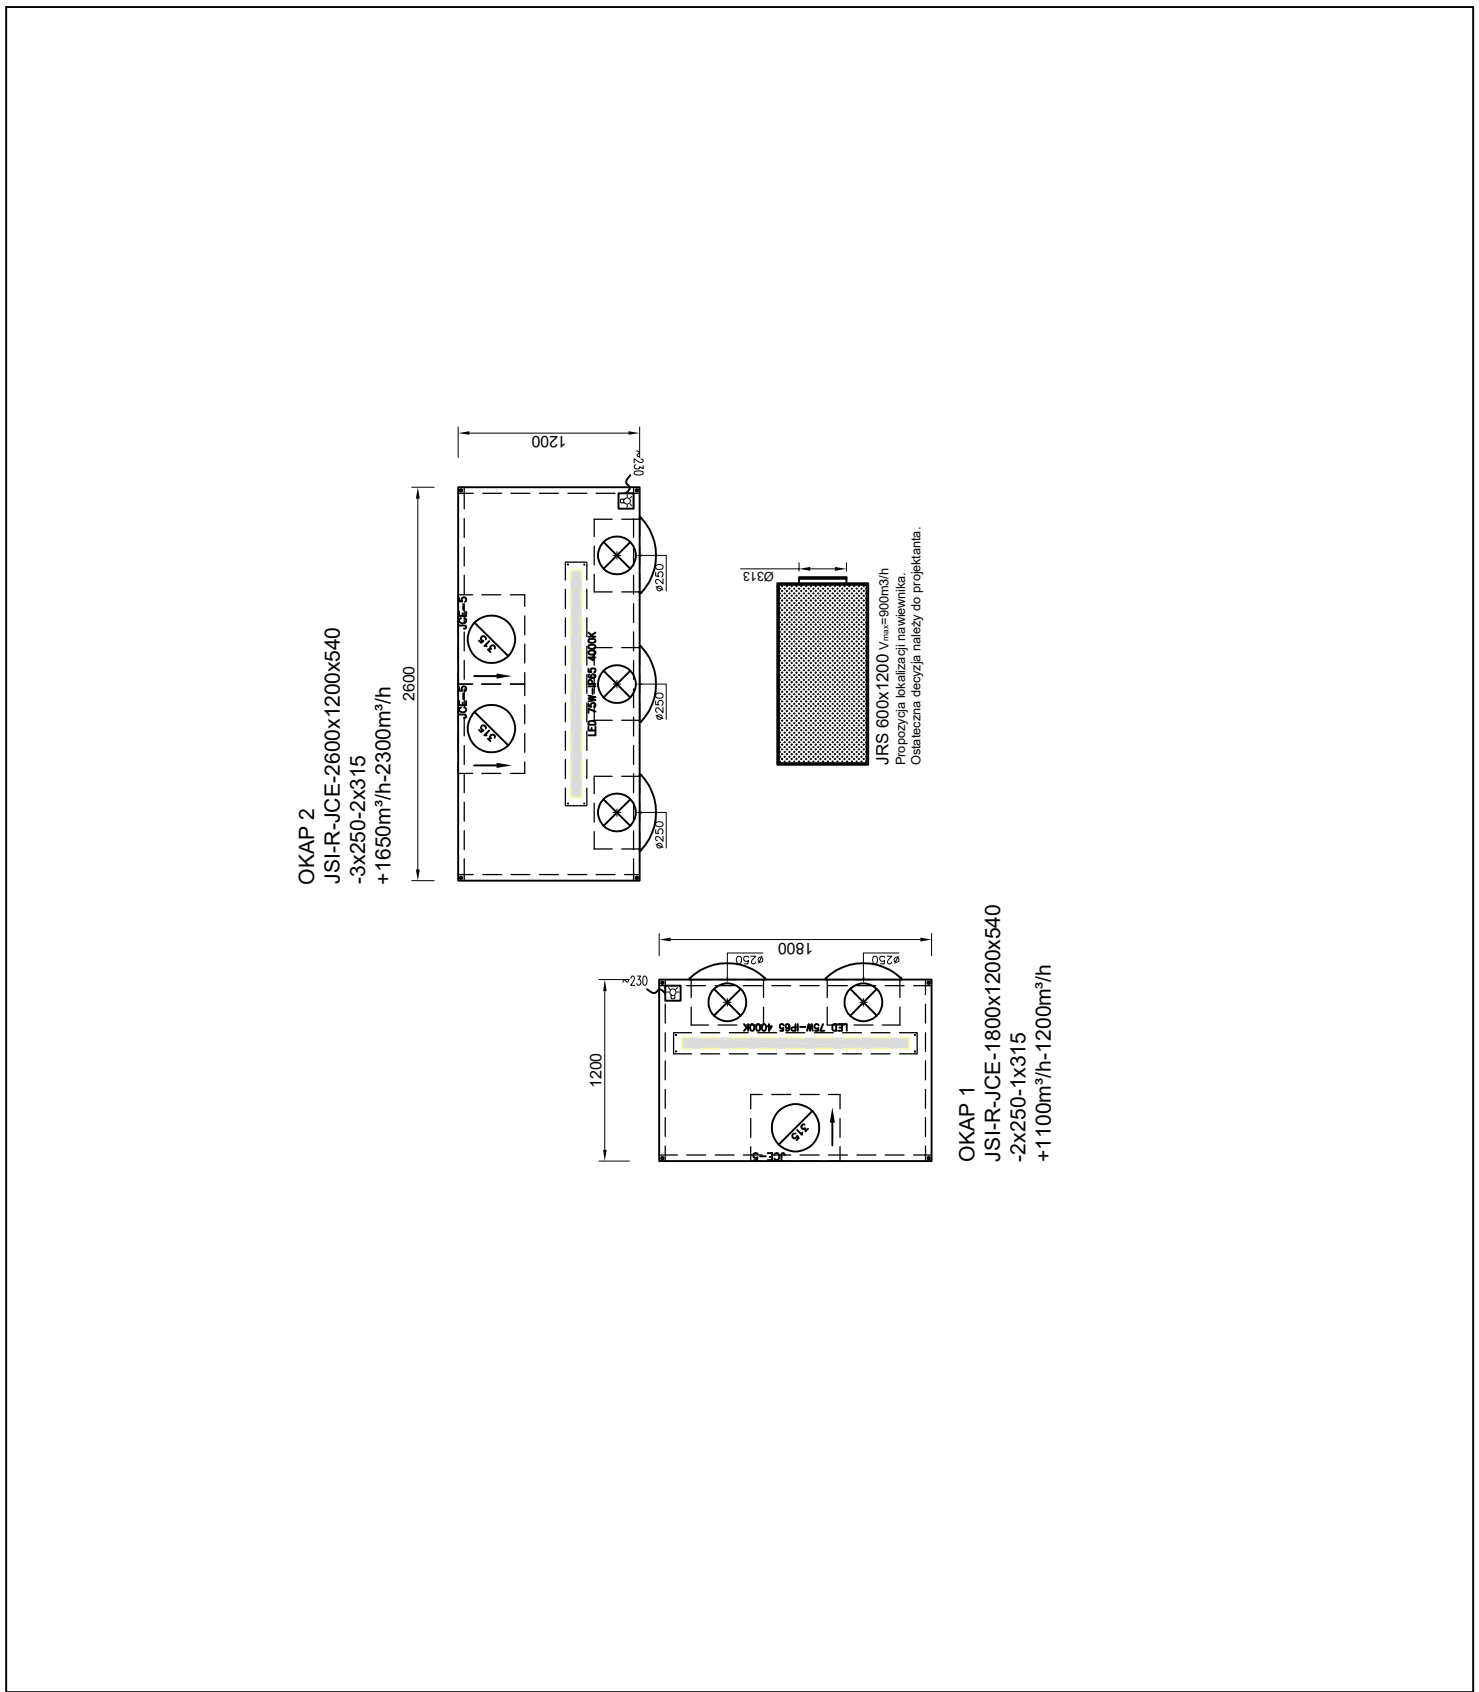 OKAP 2
JSI-R-JCE-2600x1200x540
-3x250-2x315
+1650m³/h-2300m³/h
2600
1200
~230
JCE-5
JCE-5
315
315
LED 75W-IP65 4000K
ø250
ø250
ø250
Ø313
JRS 600x1200 Vmax=900m3/h
Propozycja lokalizacji nawiewnika.
Ostateczna decyzja należy do projektanta.
1800
1200
~230
ø250
ø250
LED 75W-IP65 4000K
315
JCE-5
OKAP 1
JSI-R-JCE-1800x1200x540
-2x250-1x315
+1100m³/h-1200m³/h